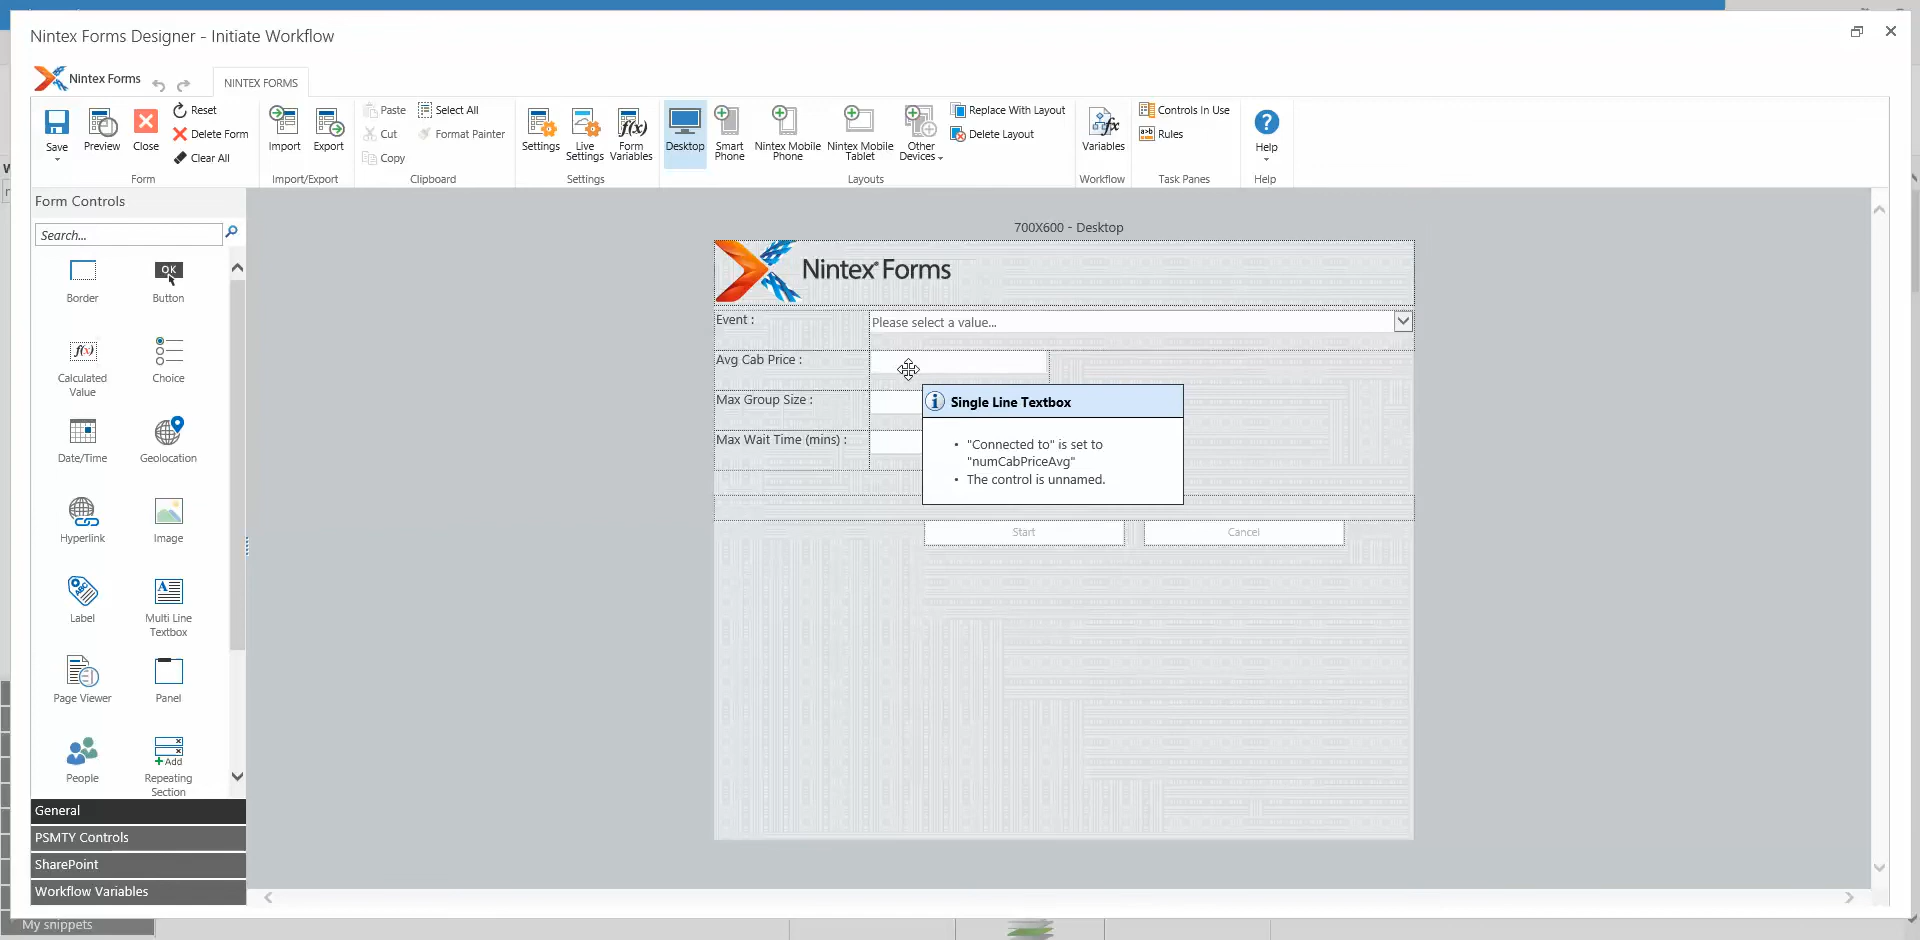 Nintex Forms Designer - Initiate Workflow
Nintex Forms
NINTEX FORMS
Save
Preview
Close
Reset
Delete Form
Clear All
Form
Import
Export
Import/Export
Paste
Cut
Copy
Select All
Format Painter
Clipboard
Settings
Live
Settings
f(x)
Form
Variables
Settings
Desktop
Smart
Phone
Nintex Mobile
Phone
Nintex Mobile
Tablet
Other
Devices
Replace With Layout
Delete Layout
Layouts
fx
Variables
Workflow
Controls In Use
Rules
Task Panes
?
Help
Help
Form Controls
Search...
Border
OK
Button
f(x)
Calculated
Value
Choice
Date/Time
Geolocation
Hyperlink
Image
ABC
Label
A
Multi Line
Textbox
Page Viewer
Panel
People
+Add
Repeating
Section
General
PSMTY Controls
SharePoint
Workflow Variables
My snippets
700X600 - Desktop
Nintex® Forms
Event :
Please select a value...
Avg Cab Price :
Max Group Size :
Max Wait Time (mins) :
i Single Line Textbox
• "Connected to" is set to
"numCabPriceAvg"
• The control is unnamed.
Start
Cancel